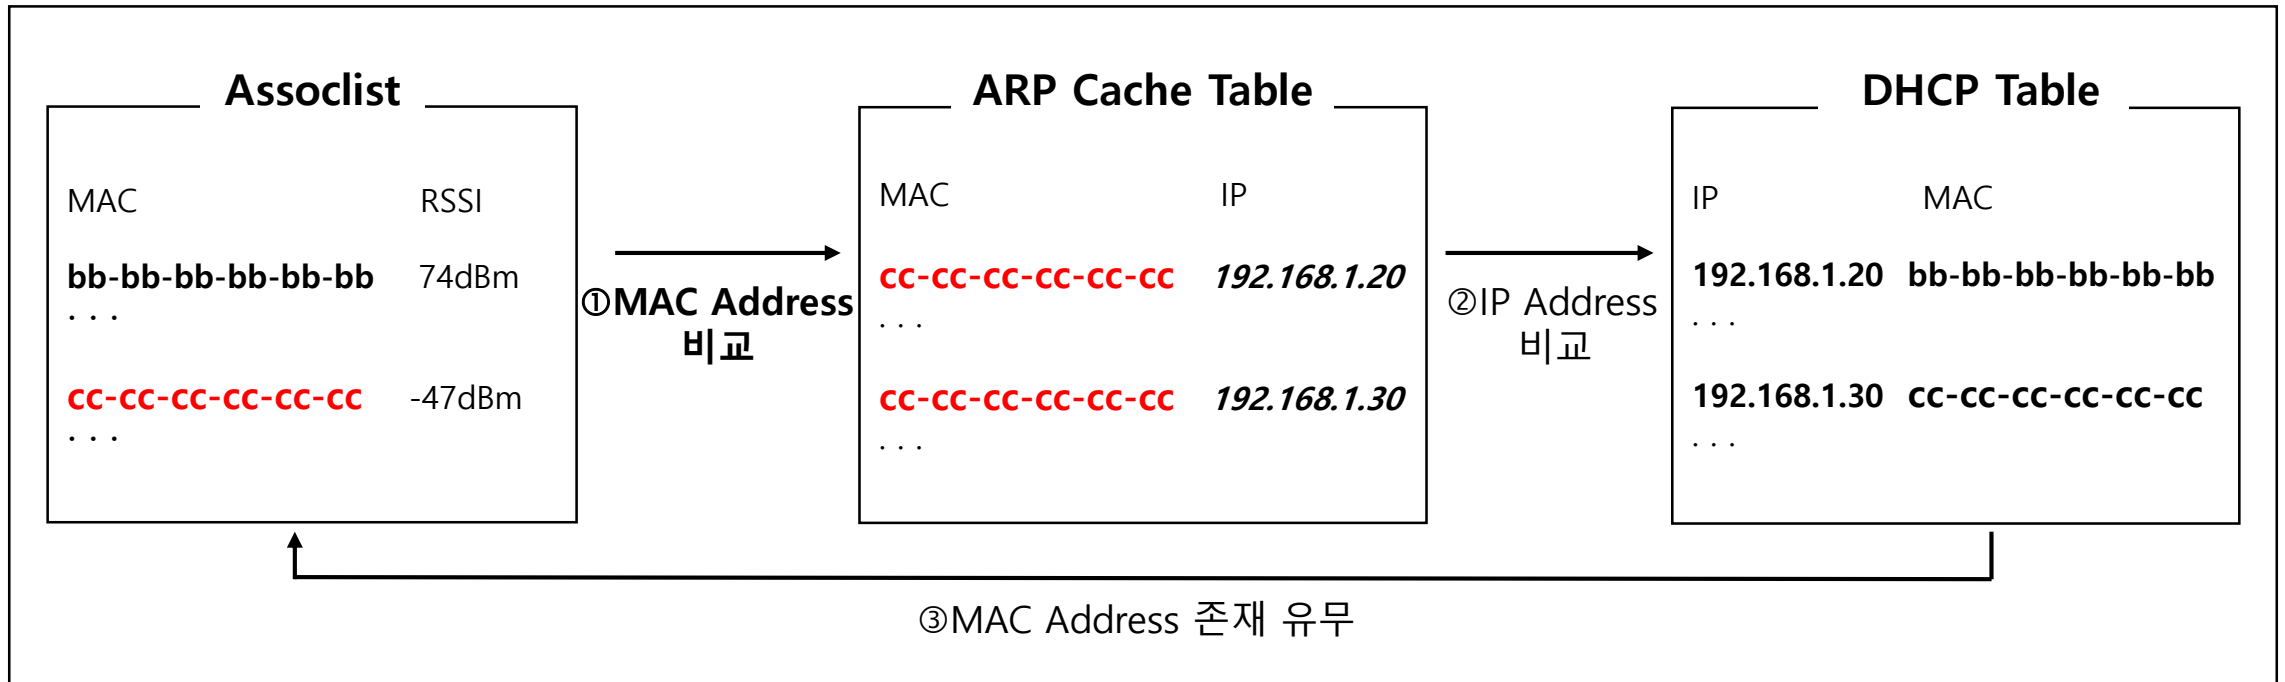 Assoclist
MAC RSSI
bb-bb-bb-bb-bb-bb 74dBm
. . .
cc-cc-cc-cc-cc-cc -47dBm
. . .
①MAC Address
비교
ARP Cache Table
MAC IP
cc-cc-cc-cc-cc-cc 192.168.1.20
. . .
cc-cc-cc-cc-cc-cc 192.168.1.30
. . .
②IP Address
비교
DHCP Table
IP MAC
192.168.1.20 bb-bb-bb-bb-bb-bb
. . .
192.168.1.30 cc-cc-cc-cc-cc-cc
. . .
③MAC Address 존재 유무